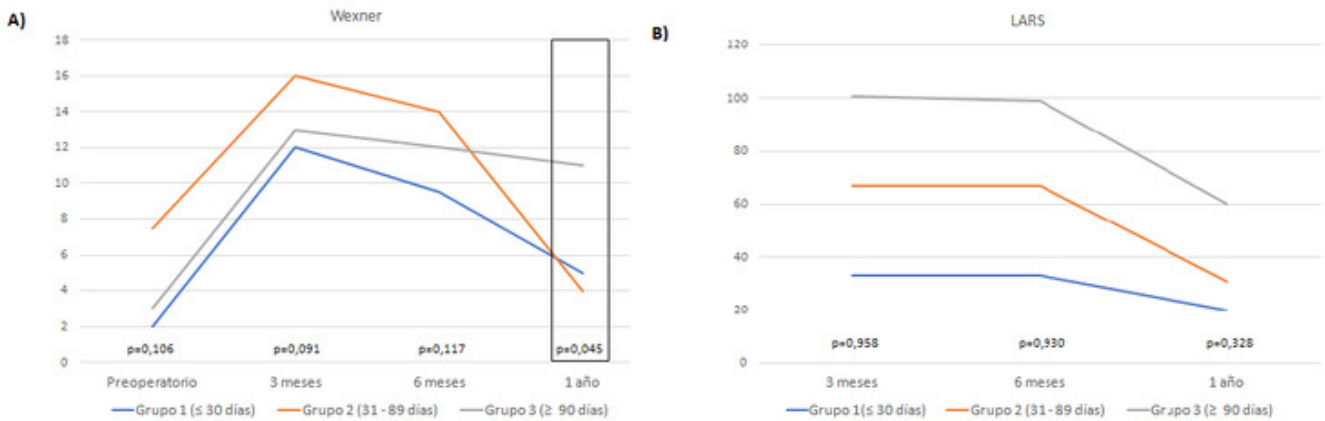 A)
Wexner
18
16
14
12
10
8
6
4
2
0
p=0,106 p=0,091 p=0,117 p=0,045
Preoperatorio 3 meses 6 meses 1 año
Grupo 1 (≤ 30 días) Grupo 2 (31 - 89 días) Grupo 3 (≥ 90 días)
B)
LARS
120
100
80
60
40
20
0
p=0,958 p=0,930 p=0,328
3 meses 6 meses 1 año
Grupo 1(≤ 30 días) Grupo 2 (31 - 89 días) Grupo 3 (≥ 90 días)